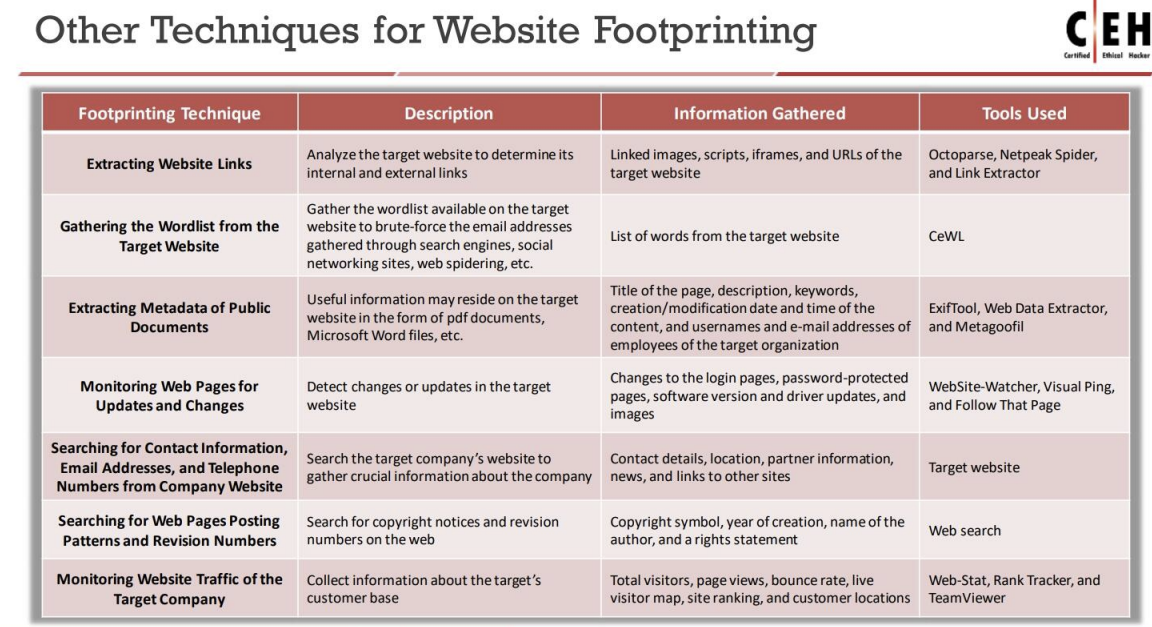 Other Techniques for Website Footprinting
C|EH
Certified Ethical Hacker
Footprinting Technique
Description
Information Gathered
Tools Used
Extracting Website Links
Analyze the target website to determine its
internal and external links
Linked images, scripts, iframes, and URLs of the
target website
Octoparse, Netpeak Spider,
and Link Extractor
Gathering the Wordlist from the
Target Website
Gather the wordlist available on the target
website to brute-force the email addresses
gathered through search engines, social
networking sites, web spidering, etc.
List of words from the target website
CeWL
Extracting Metadata of Public
Documents
Useful information may reside on the target
website in the form of pdf documents,
Microsoft Word files, etc.
Title of the page, description, keywords,
creation/modification date and time of the
content, and usernames and e-mail addresses of
employees of the target organization
ExifTool, Web Data Extractor,
and Metagoofil
Monitoring Web Pages for
Updates and Changes
Detect changes or updates in the target
website
Changes to the login pages, password-protected
pages, software version and driver updates, and
images
WebSite-Watcher, Visual Ping,
and Follow That Page
Searching for Contact Information,
Email Addresses, and Telephone
Numbers from Company Website
Search the target company's website to
gather crucial information about the company
Contact details, location, partner information,
news, and links to other sites
Target website
Searching for Web Pages Posting
Patterns and Revision Numbers
Search for copyright notices and revision
numbers on the web
Copyright symbol, year of creation, name of the
author, and a rights statement
Web search
Monitoring Website Traffic of the
Target Company
Collect information about the target's
customer base
Total visitors, page views, bounce rate, live
visitor map, site ranking, and customer locations
Web-Stat, Rank Tracker, and
TeamViewer